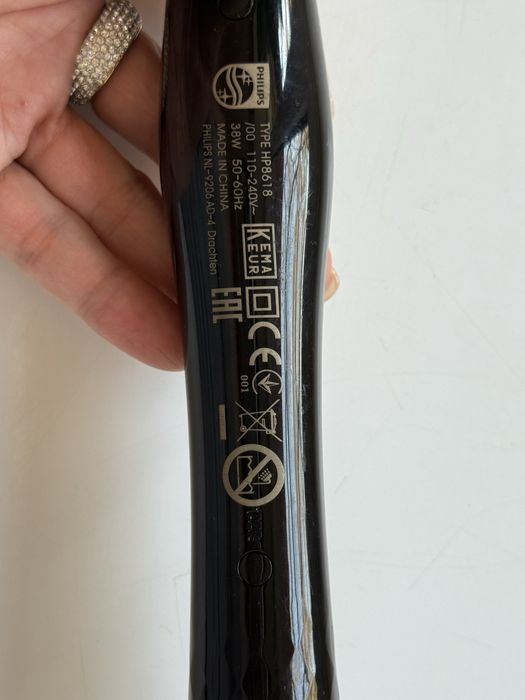 PHILIPS
TYPE HP8618
/00 110-240V~
38W 50-60Hz
MADE IN CHINA
PHILIPS NL-9206 AD-4 Drachten
KEMA
KEUR
EAC
CE
001